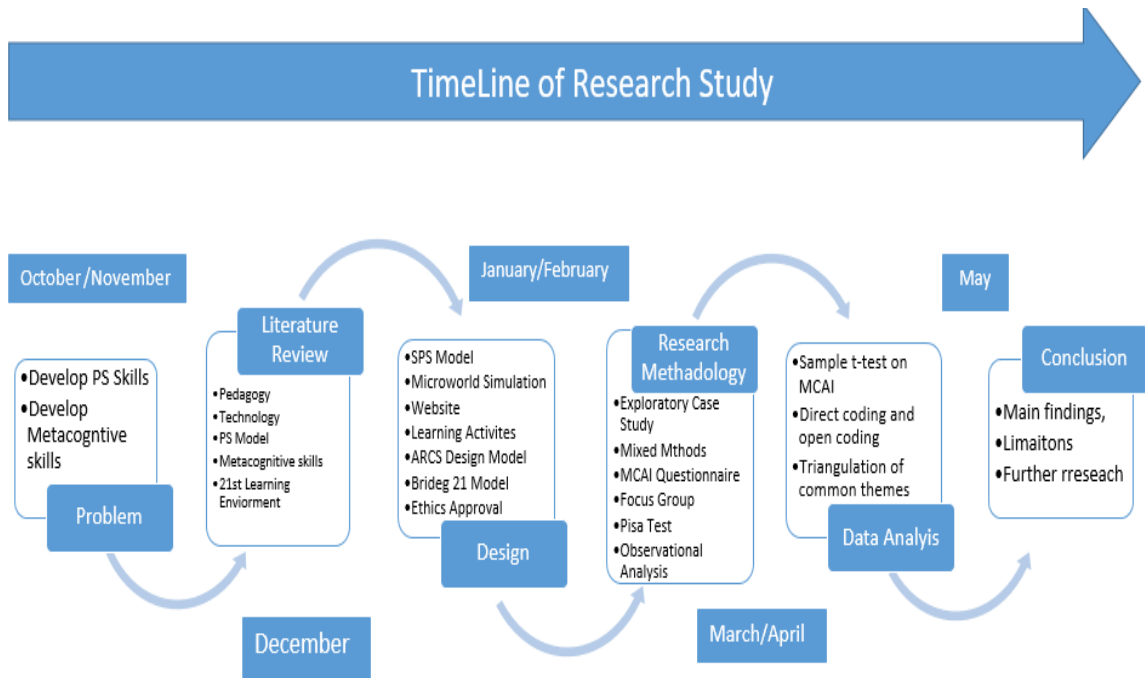 TimeLine of Research Study
October/November
•Develop PS Skills
•Develop
Metacogntive
skills
Problem
Literature
Review
•Pedagogy
•Technology
•PS Model
•Metacognitive skills
•21st Learning
Enviorment
December
January/February
•SPS Model
•Microworld Simulation
•Website
•Learning Activites
•ARCS Design Model
•Brideg 21 Model
•Ethics Approval
Design
Research
Methadology
•Exploratory Case
Study
•Mixed Mthods
•MCAI Questionnaire
•Focus Group
•Pisa Test
•Observational
Analysis
March/April
•Sample t-test on
MCAI
•Direct coding and
open coding
•Triangulation of
common themes
Data Analyis
May
Conclusion
•Main findings,
•Limaitons
•Further rreseach